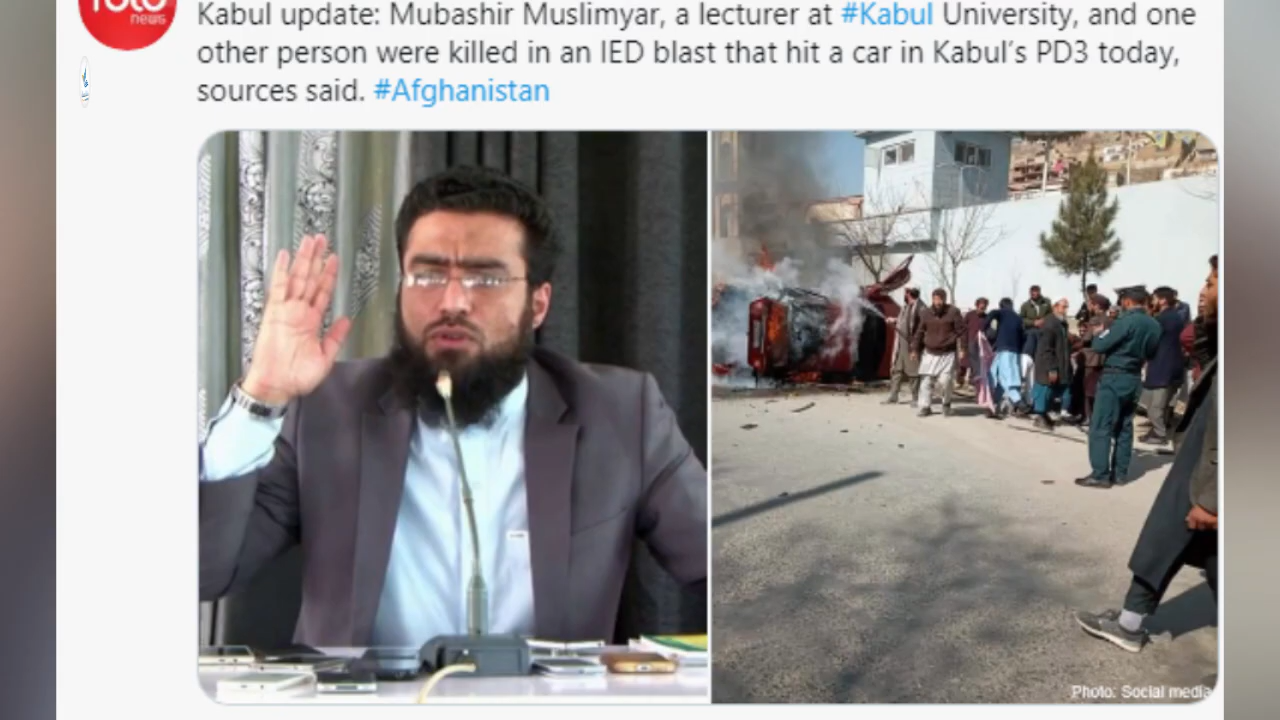 news
Kabul update: Mubashir Muslimyar, a lecturer at #Kabul University, and one
other person were killed in an IED blast that hit a car in Kabul’s PD3 today,
sources said. #Afghanistan
Photo: Social media